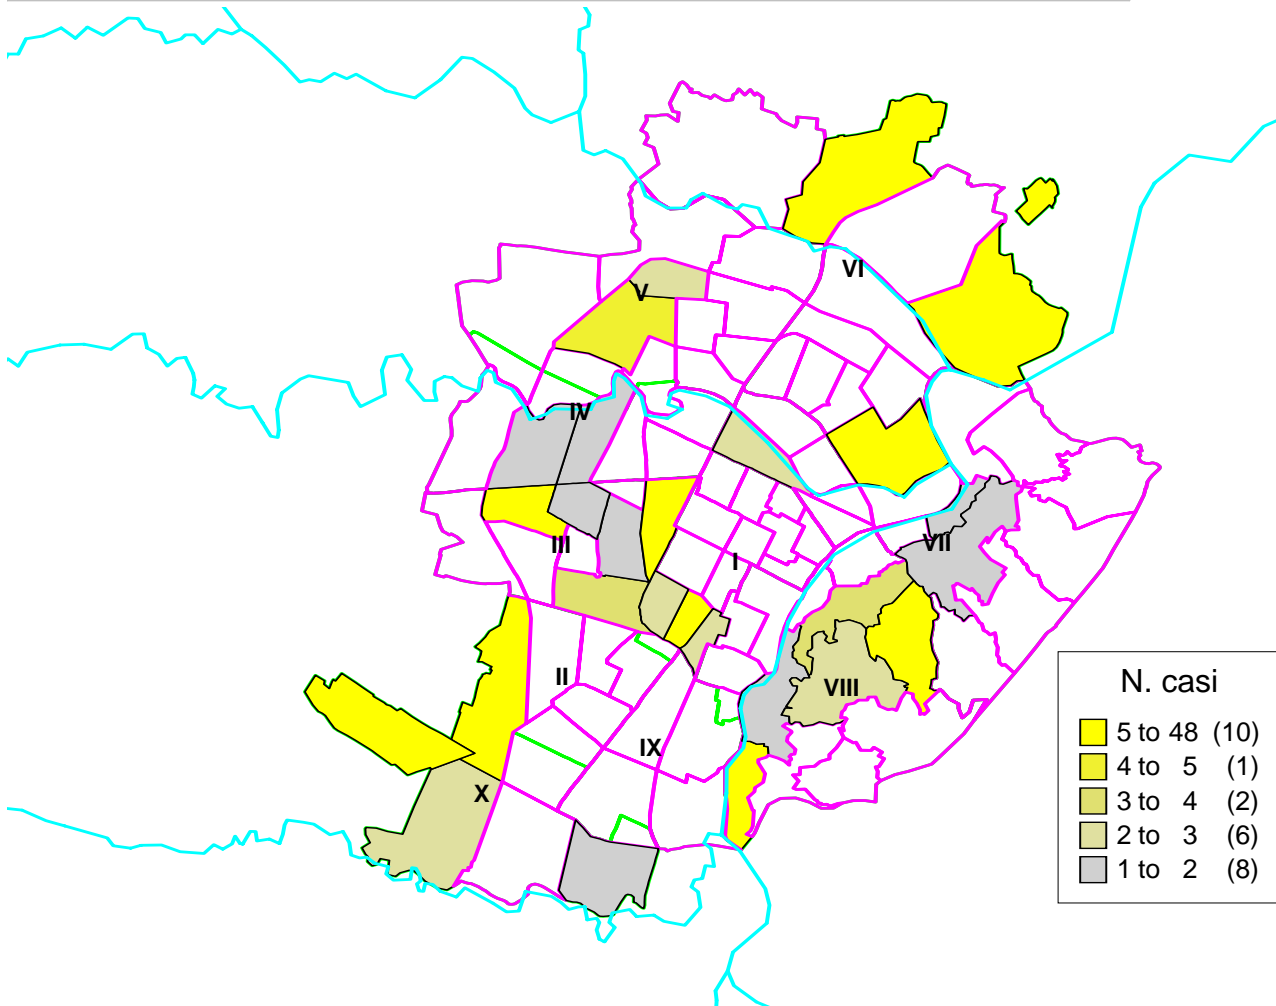 VI
V
IV
VII
III
I
II
VIII
IX
X
N. casi
5 to 48 (10)
4 to 5 (1)
3 to 4 (2)
2 to 3 (6)
1 to 2 (8)